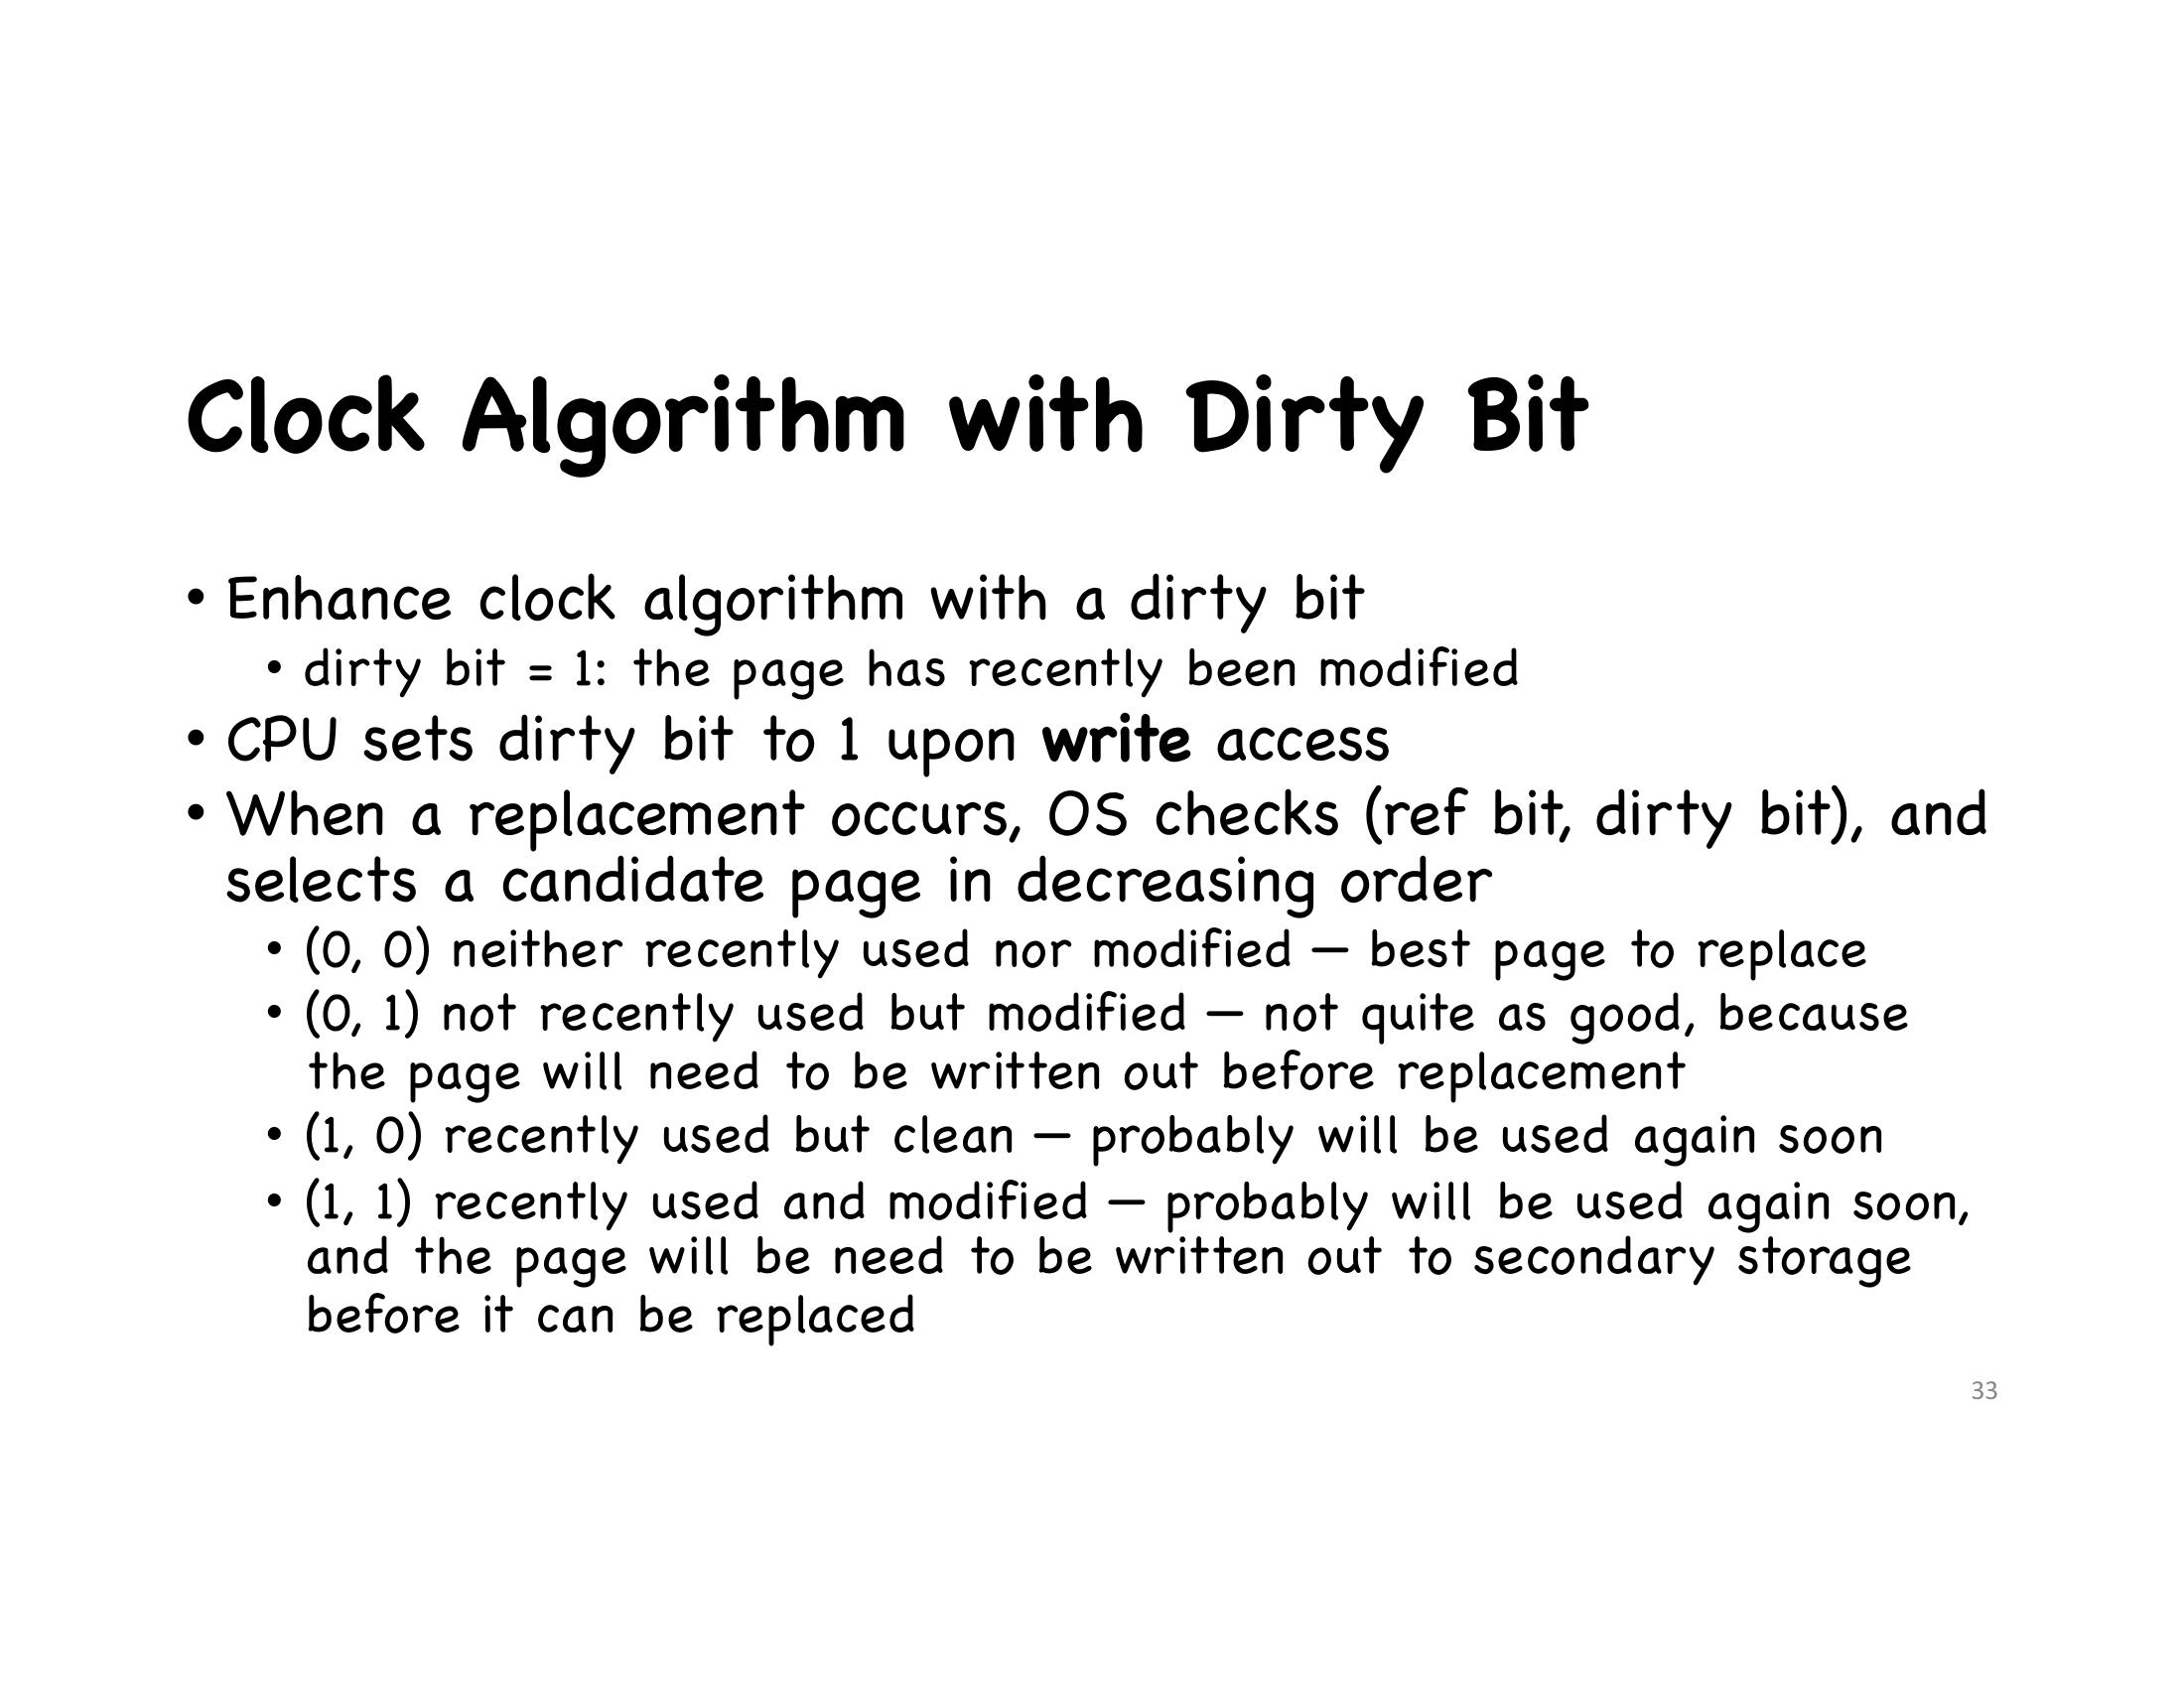 Clock Algorithm with Dirty Bit
• Enhance clock algorithm with a dirty bit
• dirty bit = 1: the page has recently been modified
• CPU sets dirty bit to 1 upon write access
• When a replacement occurs, OS checks (ref bit, dirty bit), and
selects a candidate page in decreasing order
• (0, 0) neither recently used nor modified — best page to replace
• (0, 1) not recently used but modified — not quite as good, because
the page will need to be written out before replacement
• (1, 0) recently used but clean — probably will be used again soon
• (1, 1) recently used and modified — probably will be used again soon,
and the page will be need to be written out to secondary storage
before it can be replaced
33